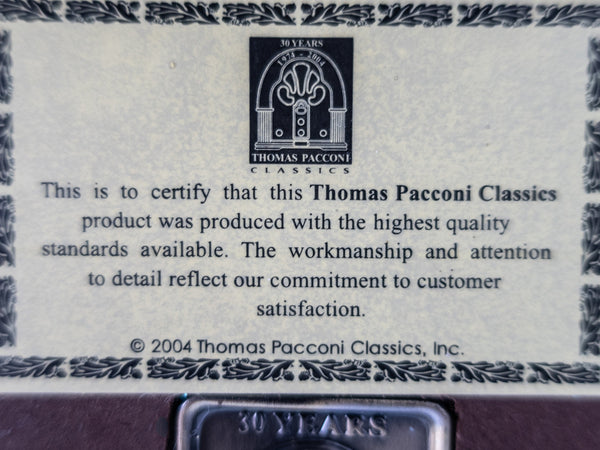 30 YEARS
1974 - 2004
THOMAS PACCONI
CLASSICS
This is to certify that this Thomas Pacconi Classics
product was produced with the highest quality
standards available. The workmanship and attention
to detail reflect our commitment to customer
satisfaction.
© 2004 Thomas Pacconi Classics, Inc.
30 YEARS